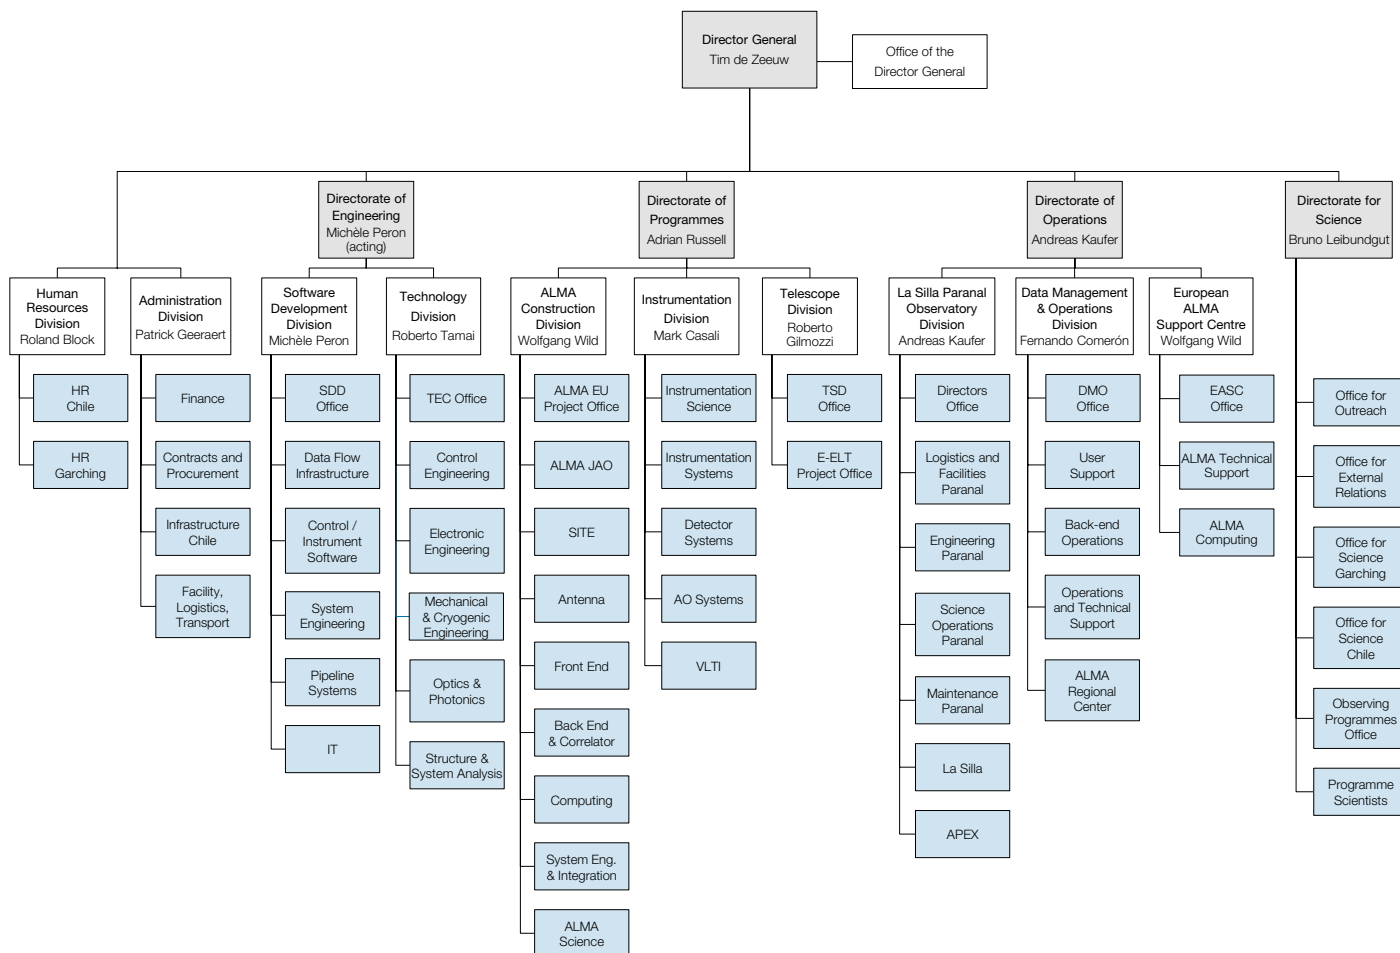 Director General
Tim de Zeeuw
Office of the
Director General
Directorate of
Engineering
Michèle Peron
(acting)
Directorate of
Programmes
Adrian Russell
Directorate of
Operations
Andreas Kaufer
Directorate for
Science
Bruno Leibundgut
Human
Resources
Division
Roland Block
Administration
Division
Patrick Geeraert
Software
Development
Division
Michèle Peron
Technology
Division
Roberto Tamai
ALMA
Construction
Division
Wolfgang Wild
Instrumentation
Division
Mark Casali
Telescope
Division
Roberto
Gilmozzi
La Silla Paranal
Observatory
Division
Andreas Kaufer
Data Management
& Operations
Division
Fernando Comerón
European
ALMA
Support Centre
Wolfgang Wild
HR
Chile
HR
Garching
Finance
Contracts and
Procurement
Infrastructure
Chile
Facility,
Logistics,
Transport
SDD
Office
Data Flow
Infrastructure
Control /
Instrument
Software
System
Engineering
Pipeline
Systems
IT
TEC Office
Control
Engineering
Electronic
Engineering
Mechanical
& Cryogenic
Engineering
Optics &
Photonics
Structure &
System Analysis
ALMA EU
Project Office
ALMA JAO
SITE
Antenna
Front End
Back End
& Correlator
Computing
System Eng.
& Integration
ALMA
Science
Instrumentation
Science
Instrumentation
Systems
Detector
Systems
AO Systems
VLTI
TSD
Office
E-ELT
Project Office
Directors
Office
Logistics and
Facilities
Paranal
Engineering
Paranal
Science
Operations
Paranal
Maintenance
Paranal
La Silla
APEX
DMO
Office
User
Support
Back-end
Operations
Operations
and Technical
Support
ALMA
Regional
Center
EASC
Office
ALMA Technical
Support
ALMA
Computing
Office for
Outreach
Office for
External
Relations
Office for
Science
Garching
Office for
Science
Chile
Observing
Programmes
Office
Programme
Scientists